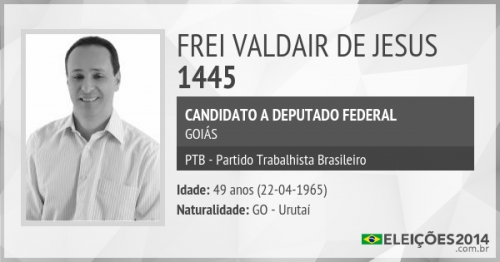 FREI VALDAIR DE JESUS
1445
CANDIDATO A DEPUTADO FEDERAL
GOIÁS
PTB - Partido Trabalhista Brasileiro
Idade: 49 anos (22-04-1965)
Naturalidade: GO - Urutaí
ELEIÇÕES2014
.com.br